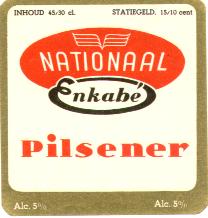 INHOUD 45/30 cl. STATIEGELD. 15/10 cent
NATIONAAL
Enkabé
Pilsener
Alc. 5% Alc. 5%